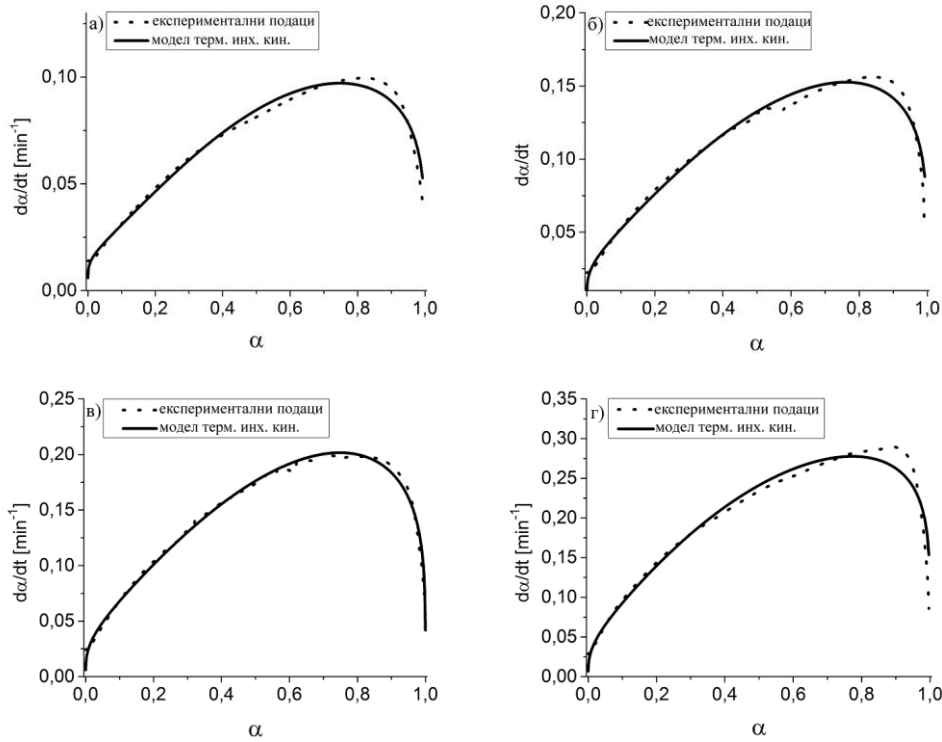 а)
експериментални подаци
модел терм. инх. кин.
0,10
0,05
0,00
dα/dt [min⁻¹]
0,0 0,2 0,4 0,6 0,8 1,0
α
б)
експериментални подаци
модел терм. инх. кин.
0,20
0,15
0,10
0,05
dα/dt
0,0 0,2 0,4 0,6 0,8 1,0
α
в)
експериментални подаци
модел терм. инх. кин.
0,25
0,20
0,15
0,10
0,05
0,00
dα/dt [min⁻¹]
0,0 0,2 0,4 0,6 0,8 1,0
α
г)
експериментални подаци
модел терм. инх. кин.
0,35
0,30
0,25
0,20
0,15
0,10
0,05
0,00
dα/dt [min⁻¹]
0,0 0,2 0,4 0,6 0,8 1,0
α